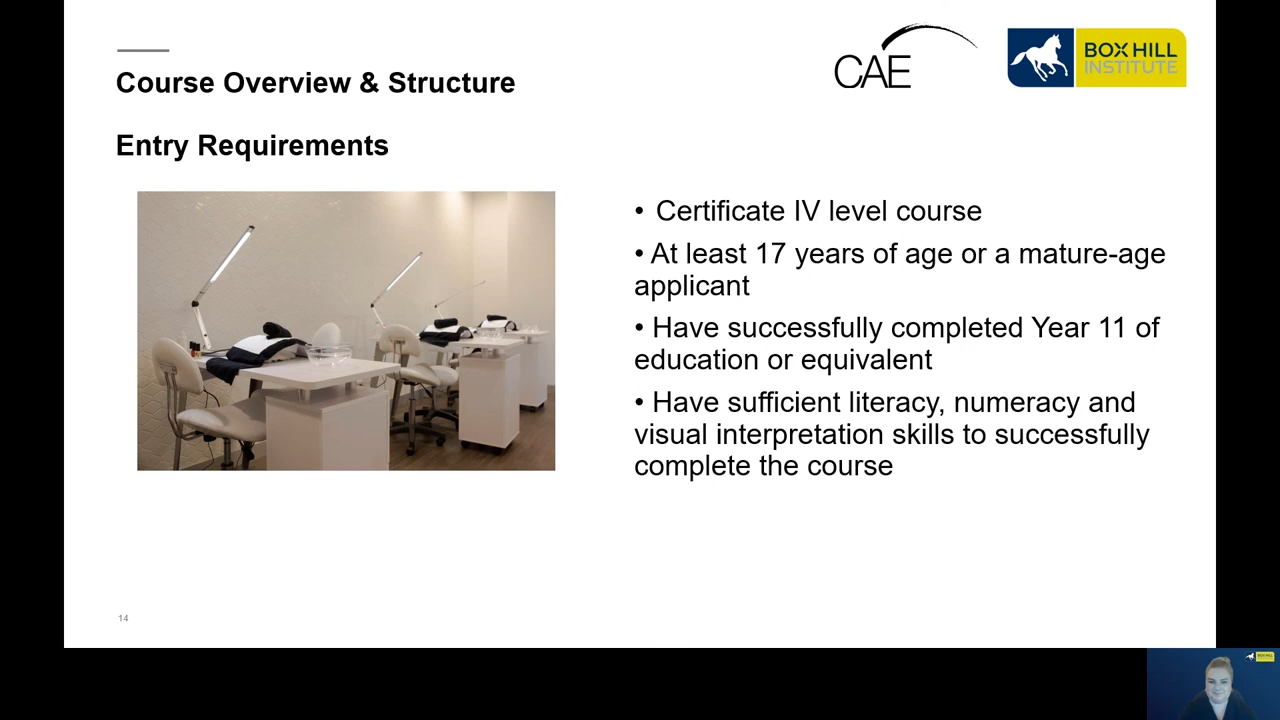 CAE
BOX HILL
INSTITUTE
Course Overview & Structure
Entry Requirements
• Certificate IV level course
• At least 17 years of age or a mature-age
applicant
• Have successfully completed Year 11 of
education or equivalent
• Have sufficient literacy, numeracy and
visual interpretation skills to successfully
complete the course
14
BOX HILL